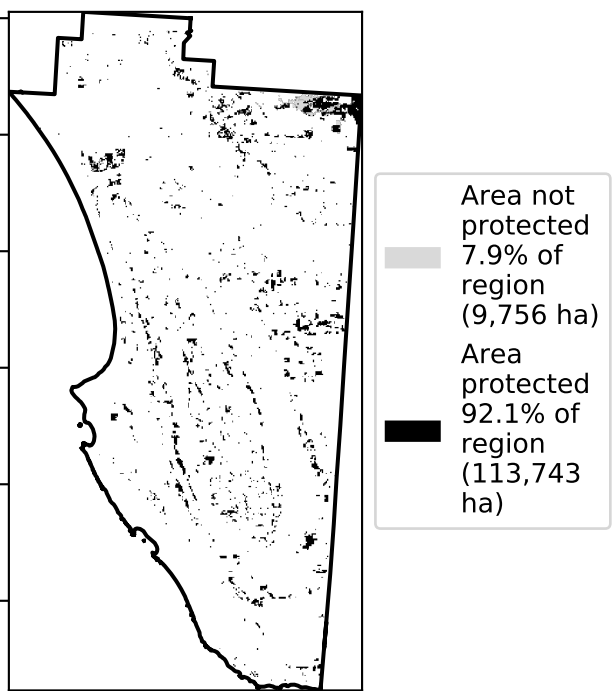 Area not
protected
7.9% of
region
(9,756 ha)
Area
protected
92.1% of
region
(113,743
ha)